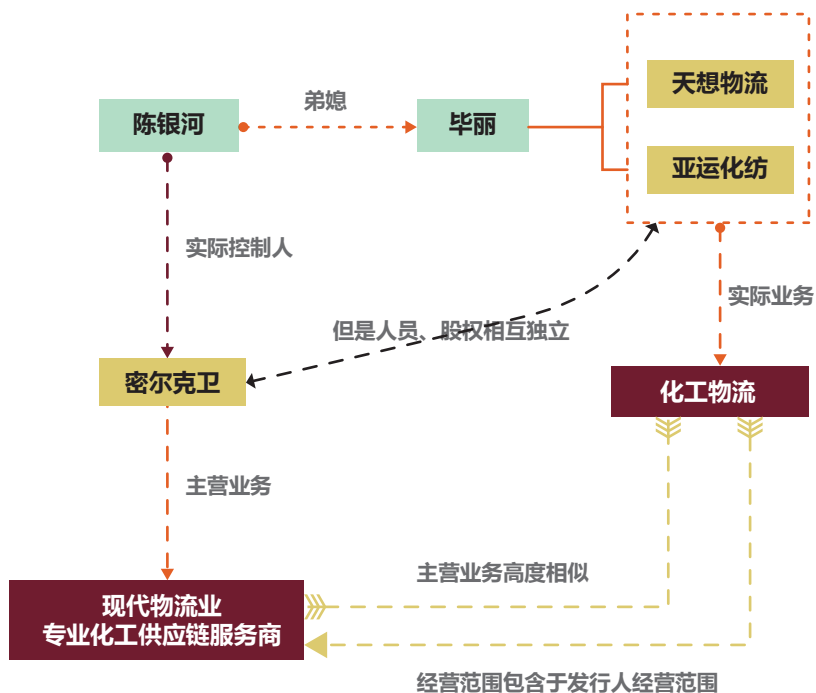 天想物流
弟媳
陈银河
毕丽
亚运化纺
实际控制人
实际业务
但是人员、股权相互独立
密尔克卫
化工物流
主营业务
主营业务高度相似
现代物流业
专业化工供应链服务商
经营范围包含于发行人经营范围